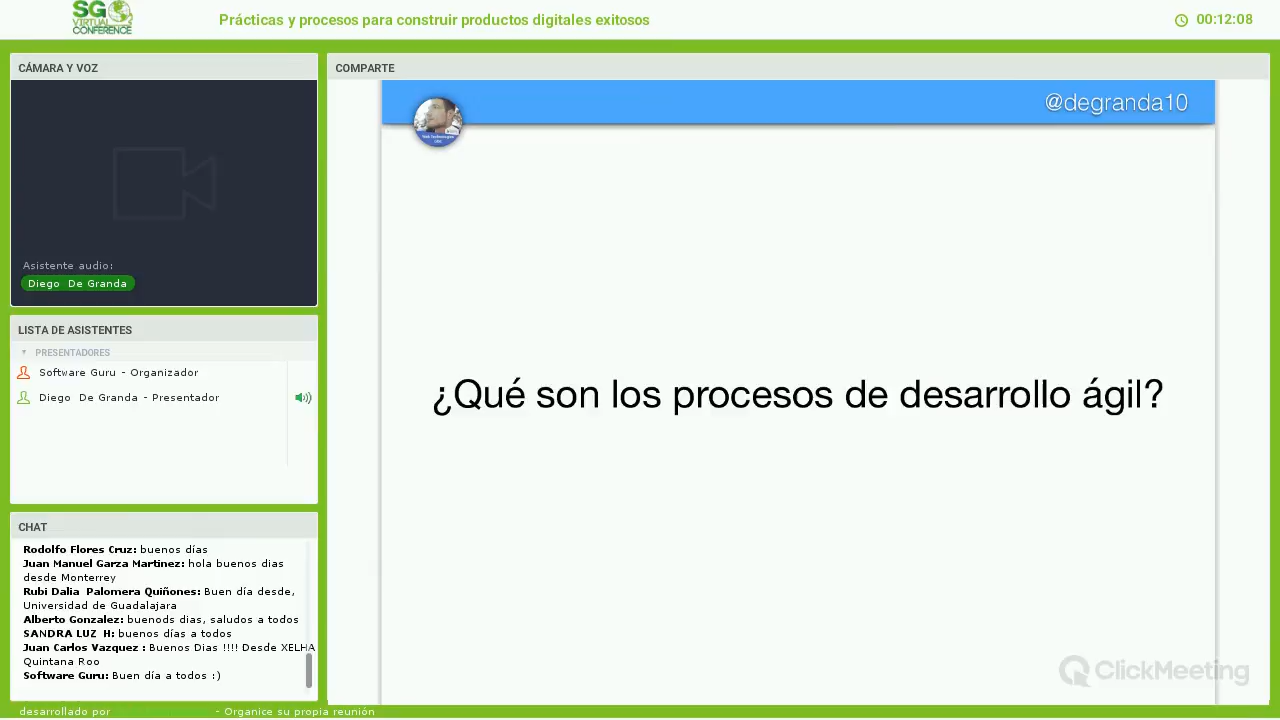 SG
VIRTUAL
CONFERENCE
Prácticas y procesos para construir productos digitales exitosos
00:12:08
CÁMARA Y VOZ
Asistente audio:
Diego De Granda
LISTA DE ASISTENTES
PRESENTADORES
Software Guru - Organizador
Diego De Granda - Presentador
CHAT
Rodolfo Flores Cruz: buenos días
Juan Manuel Garza Martinez: hola buenos dias
desde Monterrey
Rubi Dalia Palomera Quiñones: Buen día desde,
Universidad de Guadalajara
Alberto Gonzalez: buenods dias, saludos a todos
SANDRA LUZ H: buenos días a todos
Juan Carlos Vazquez : Buenos Dias !!!! Desde XELHA
Quintana Roo
Software Guru: Buen día a todos :)
desarrollado por - Organice su propia reunión
COMPARTE
@degranda10
¿Qué son los procesos de desarrollo ágil?
ClickMeeting